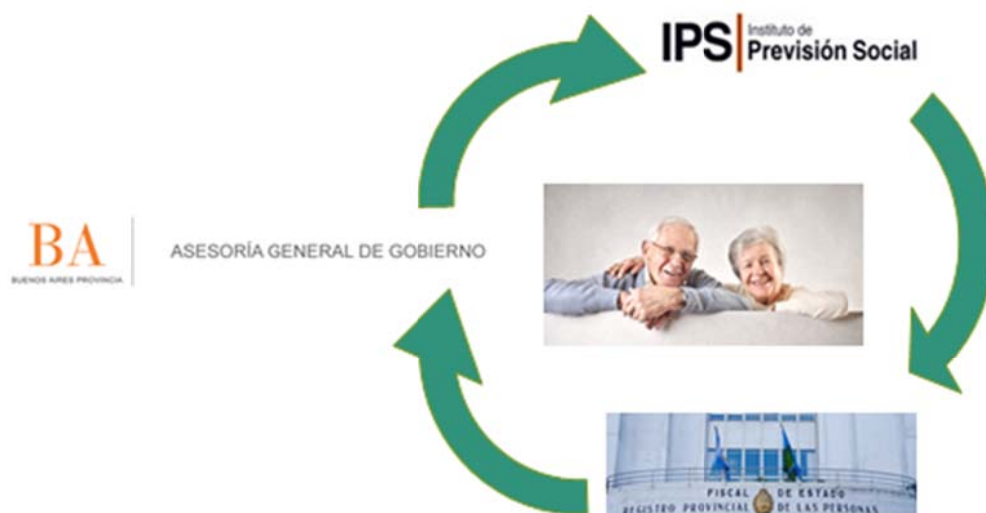 IPS
Instituto de
Previsión Social
BA
BUENOS AIRES PROVINCIA
ASESORÍA GENERAL DE GOBIERNO
FISCAL DE ESTADO
REGISTRO PROVINCIAL DE LAS PERSONAS